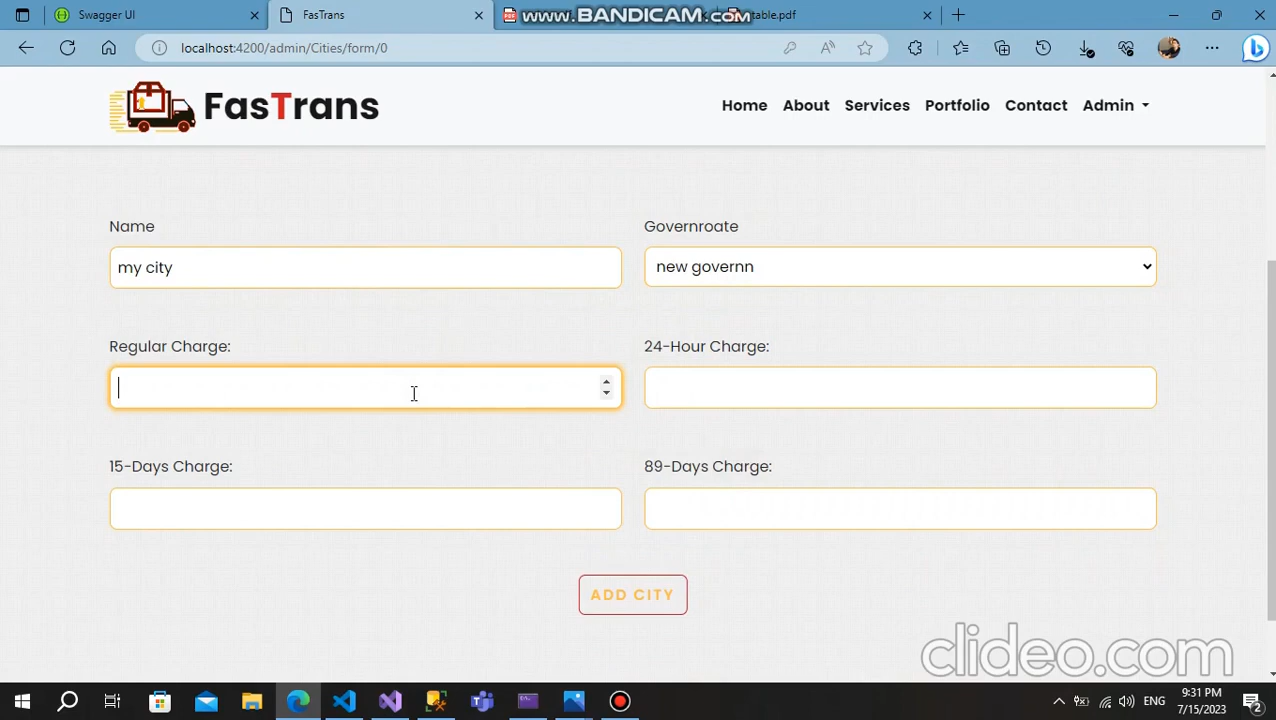 Swagger UI
FasTrans
www.BANDICAM.com
table.pdf
localhost:4200/admin/Cities/form/0
FasTrans
Home
About
Services
Portfolio
Contact
Admin
Name
Governroate
my city
new governn
Regular Charge:
24-Hour Charge:
15-Days Charge:
89-Days Charge:
ADD CITY
clideo.com
ENG
9:31 PM
7/15/2023
2